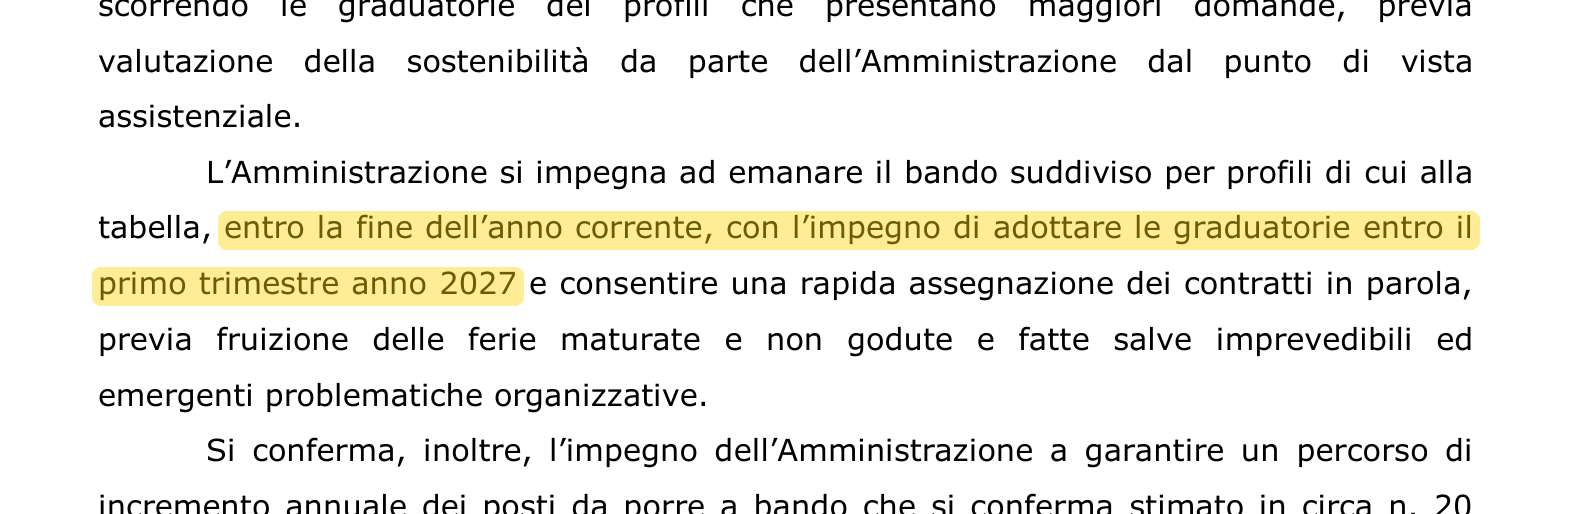 scorrendo le graduatorie dei profili che presentano maggiori domande, previa
valutazione della sostenibilità da parte dell’Amministrazione dal punto di vista
assistenziale.
L’Amministrazione si impegna ad emanare il bando suddiviso per profili di cui alla
tabella, entro la fine dell’anno corrente, con l’impegno di adottare le graduatorie entro il
primo trimestre anno 2027 e consentire una rapida assegnazione dei contratti in parola,
previa fruizione delle ferie maturate e non godute e fatte salve imprevedibili ed
emergenti problematiche organizzative.
Si conferma, inoltre, l’impegno dell’Amministrazione a garantire un percorso di
incremento annuale dei posti da porre a bando che si conferma stimato in circa n. 20